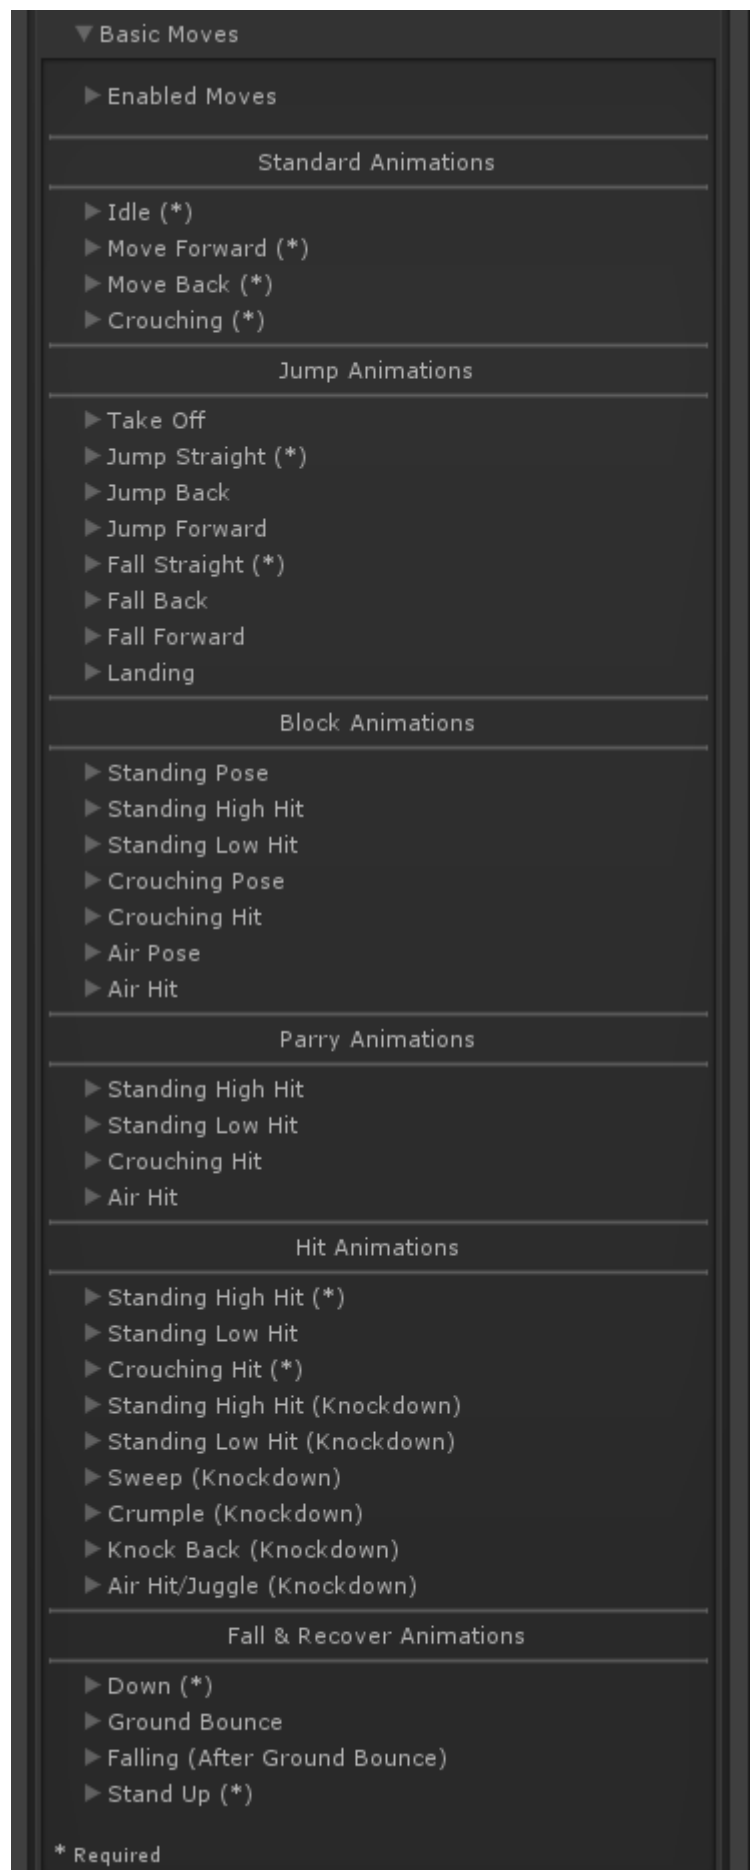 Basic Moves
Enabled Moves
Standard Animations
Idle (*)
Move Forward (*)
Move Back (*)
Crouching (*)
Jump Animations
Take Off
Jump Straight (*)
Jump Back
Jump Forward
Fall Straight (*)
Fall Back
Fall Forward
Landing
Block Animations
Standing Pose
Standing High Hit
Standing Low Hit
Crouching Pose
Crouching Hit
Air Pose
Air Hit
Parry Animations
Standing High Hit
Standing Low Hit
Crouching Hit
Air Hit
Hit Animations
Standing High Hit (*)
Standing Low Hit
Crouching Hit (*)
Standing High Hit (Knockdown)
Standing Low Hit (Knockdown)
Sweep (Knockdown)
Crumple (Knockdown)
Knock Back (Knockdown)
Air Hit/Juggle (Knockdown)
Fall & Recover Animations
Down (*)
Ground Bounce
Falling (After Ground Bounce)
Stand Up (*)
* Required